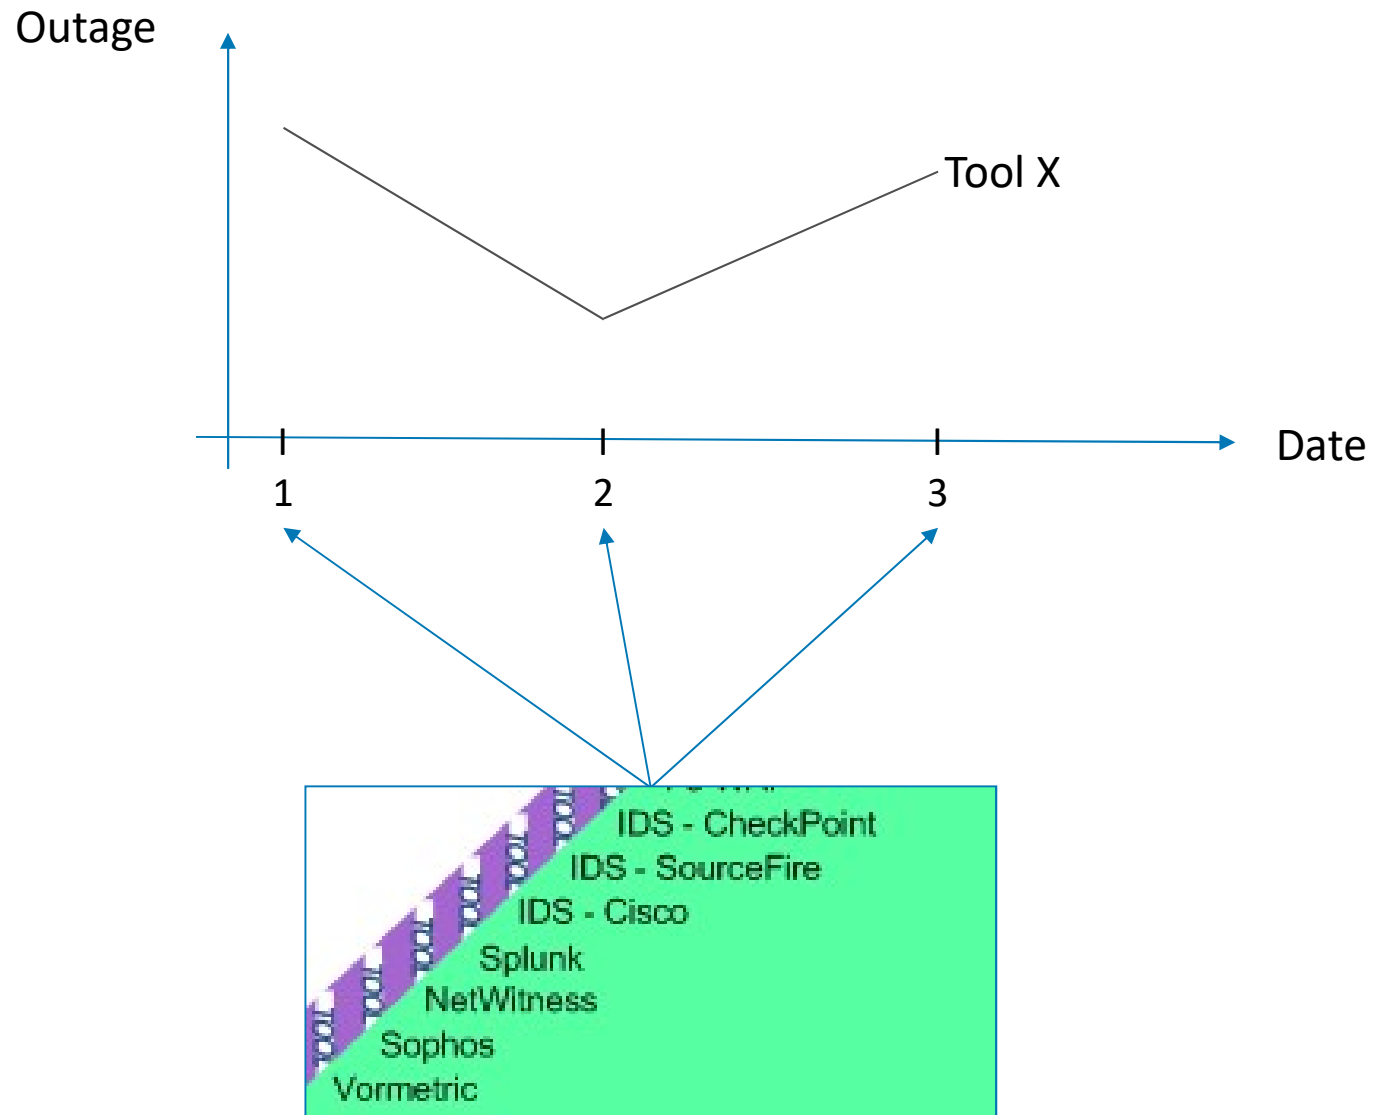 Outage
Tool X
Date
1 2 3
IDS - CheckPoint
IDS - SourceFire
IDS - Cisco
Splunk
NetWitness
Sophos
Vormetric